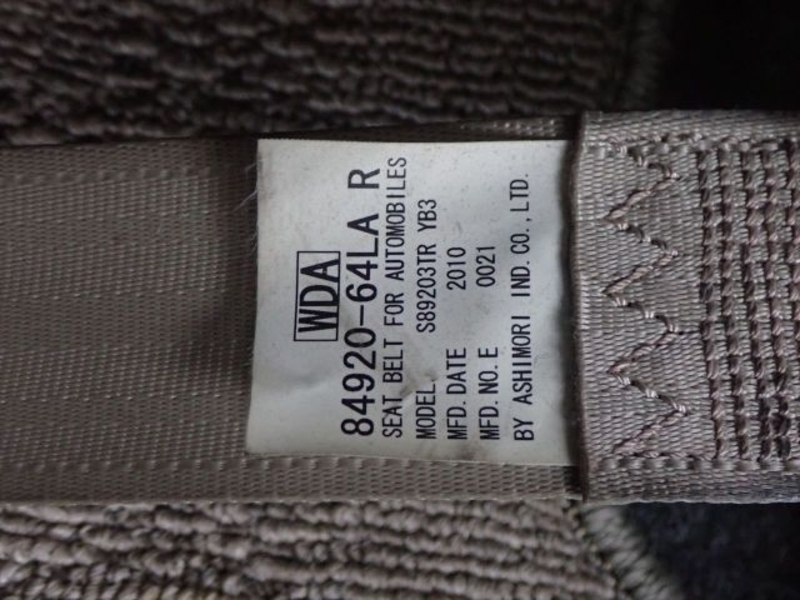 WDA
84920-64LA R
SEAT BELT FOR AUTOMOBILES
MODEL. S89203TR YB3
MFD. DATE 2010
MFD. NO. E 0021
BY ASHIMORI IND. CO., LTD.